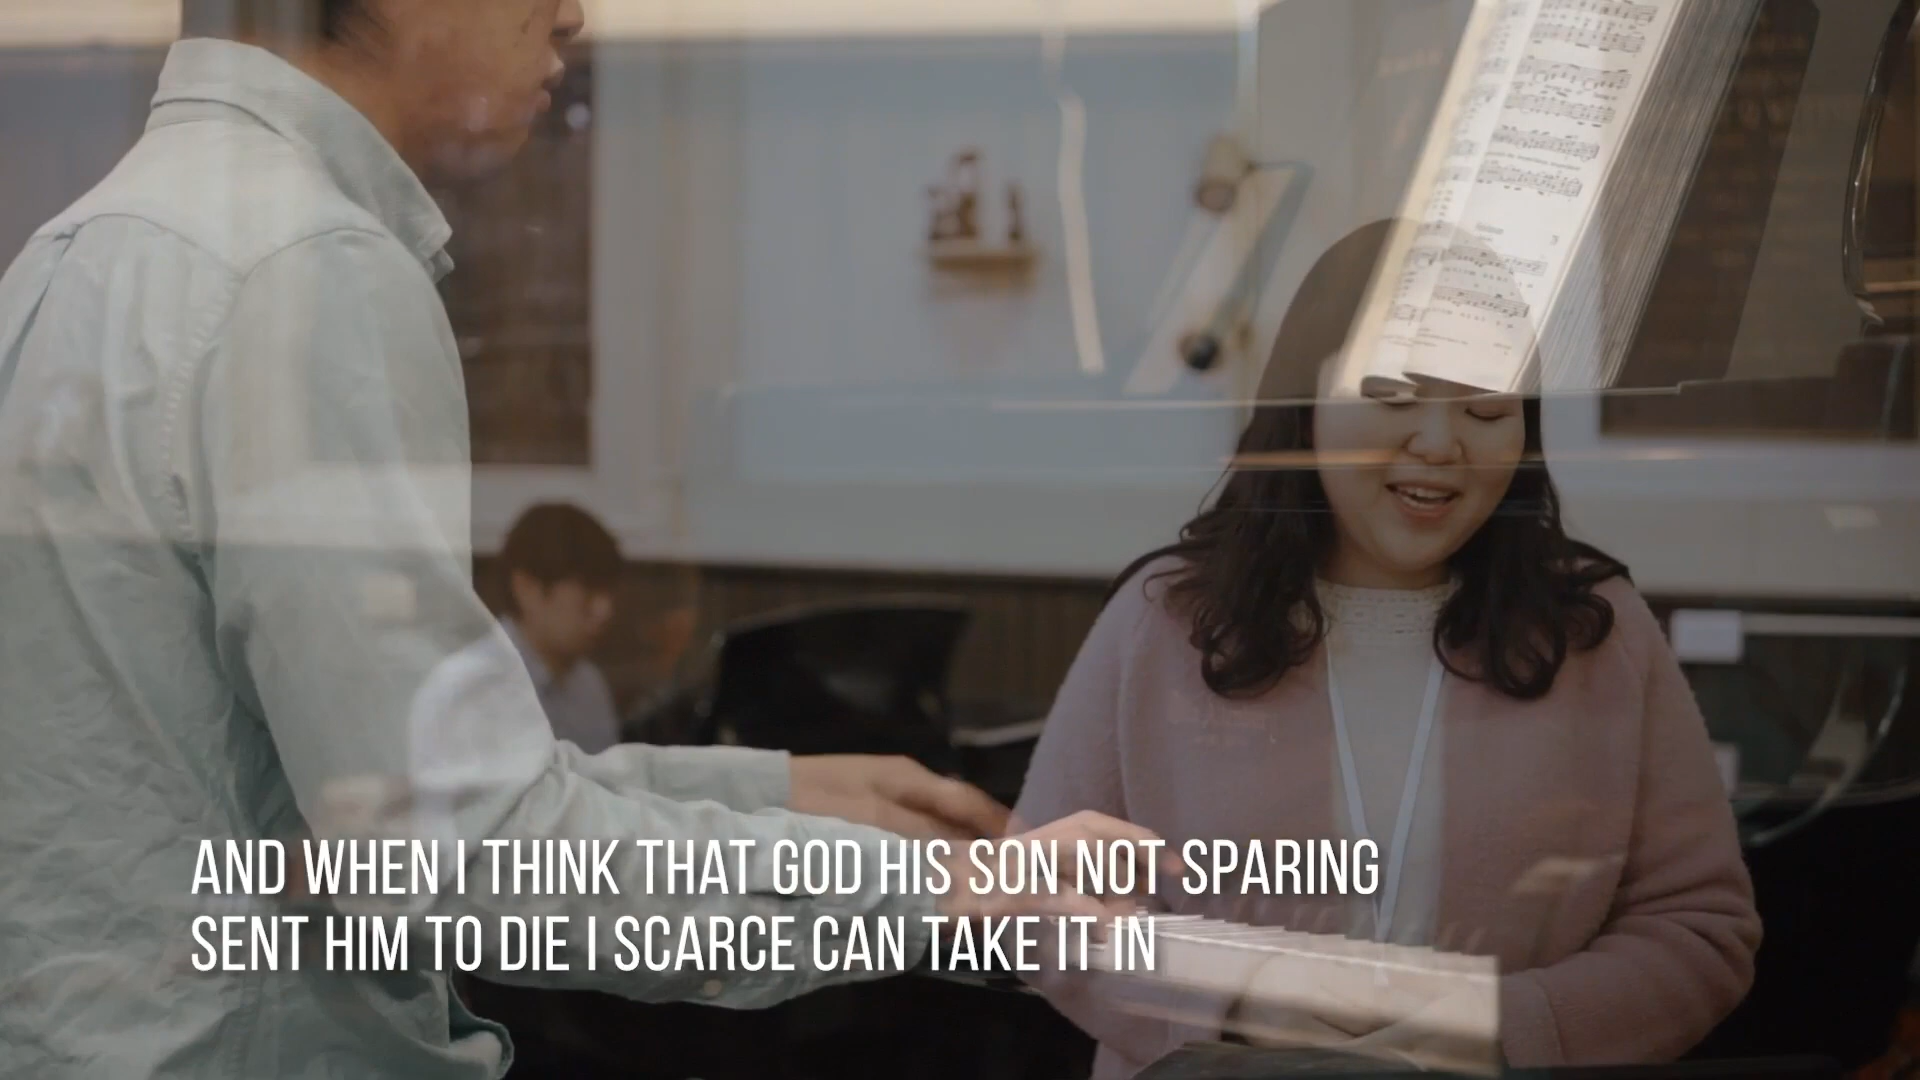 AND WHEN I THINK THAT GOD HIS SON NOT SPARING
SENT HIM TO DIE I SCARCE CAN TAKE IT IN